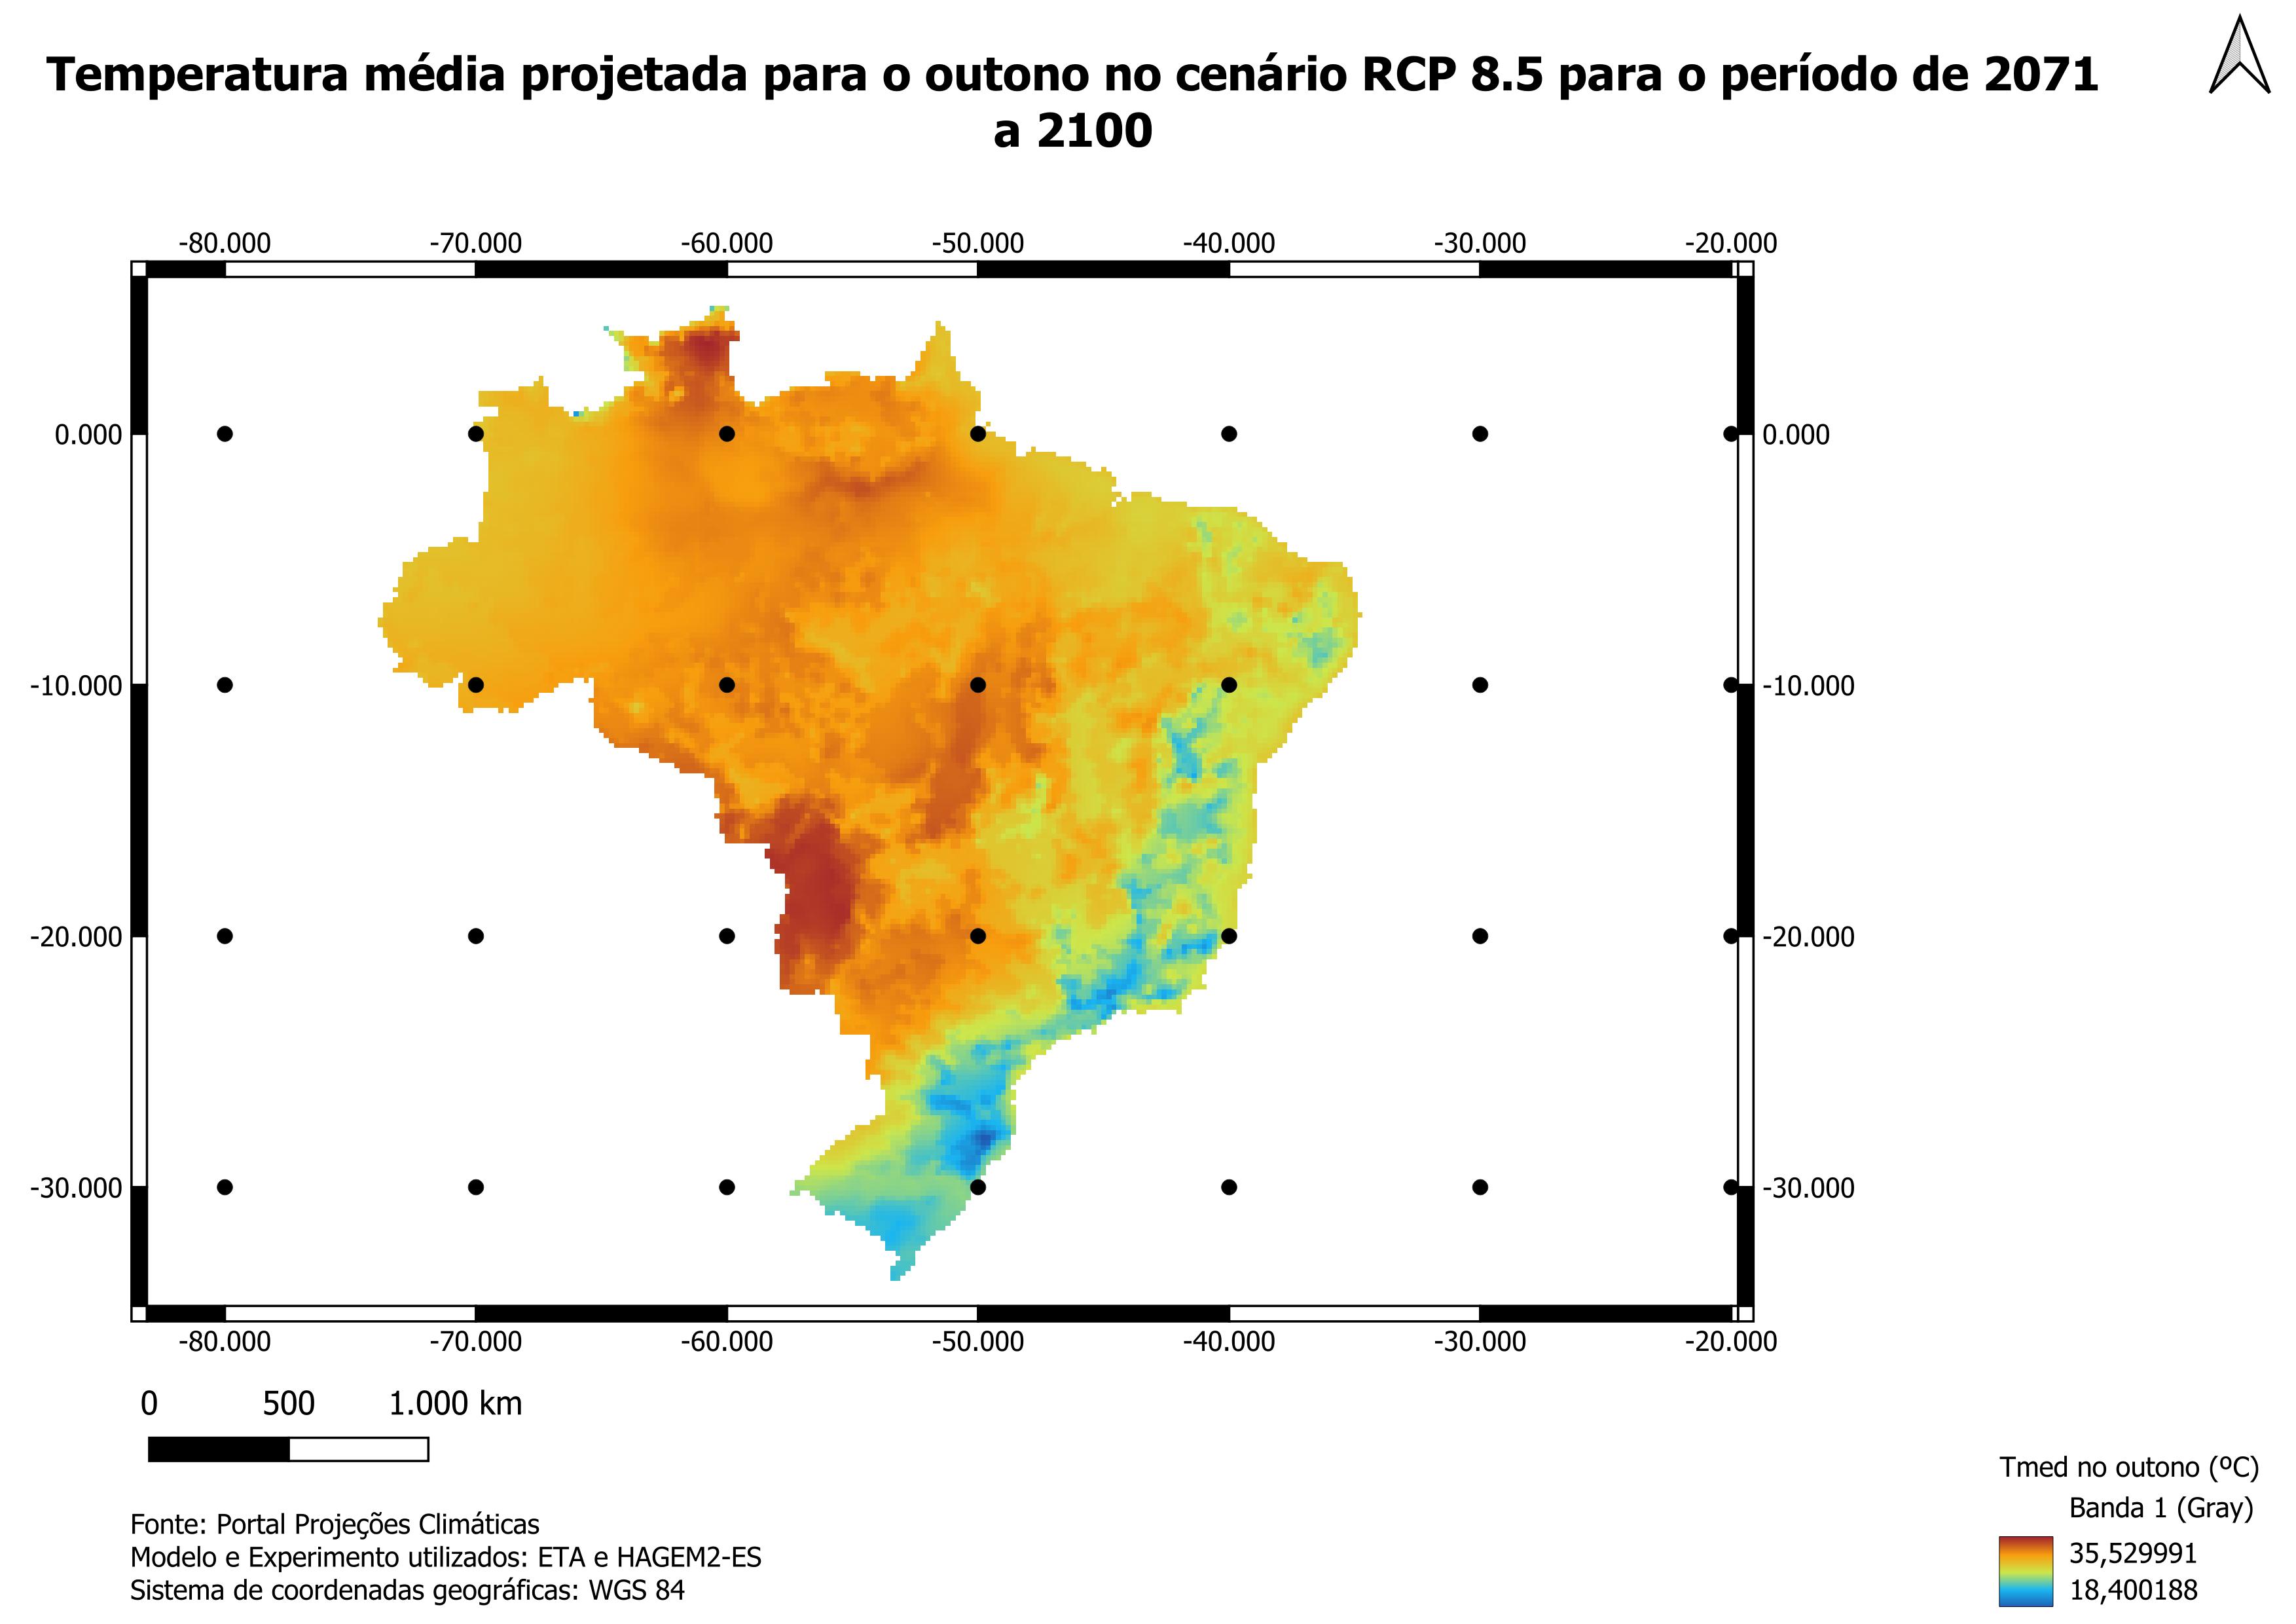 Temperatura média projetada para o outono no cenário RCP 8.5 para o período de 2071
a 2100
-80.000 -70.000 -60.000 -50.000 -40.000 -30.000 -20.000
0.000 0.000
-10.000 -10.000
-20.000 -20.000
-30.000 -30.000
-80.000 -70.000 -60.000 -50.000 -40.000 -30.000 -20.000
0 500 1.000 km
Fonte: Portal Projeções Climáticas
Modelo e Experimento utilizados: ETA e HAGEM2-ES
Sistema de coordenadas geográficas: WGS 84
Tmed no outono (ºC)
Banda 1 (Gray)
35,529991
18,400188